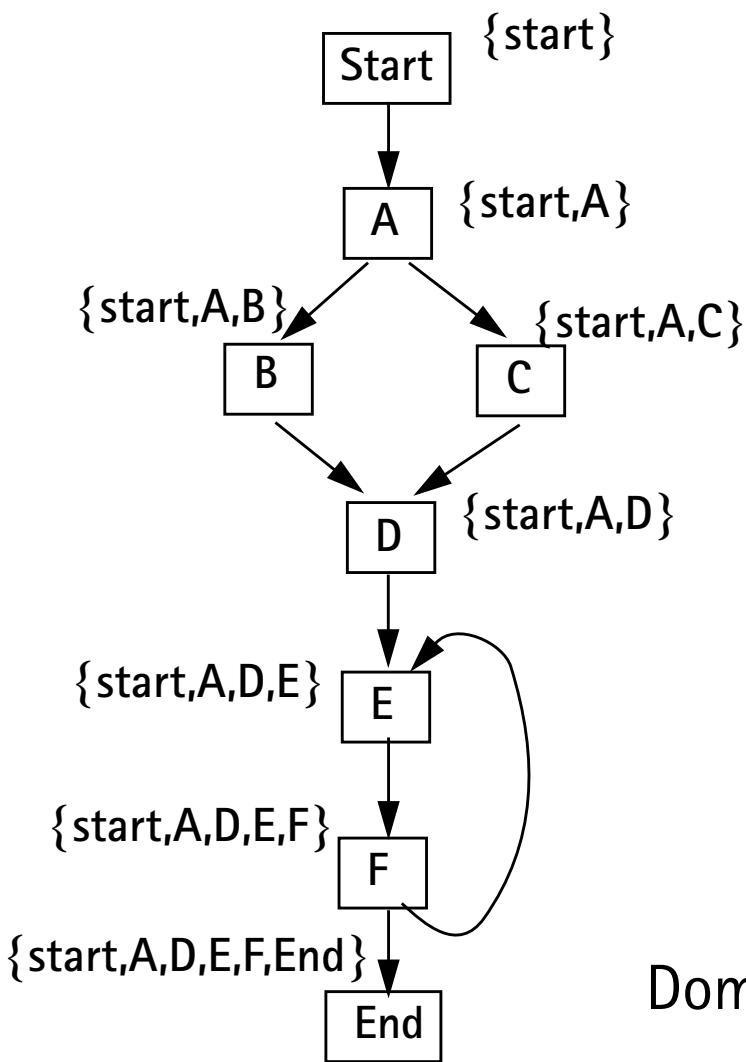 {start}
Start
{start,A}
A
{start,A,B}
{start,A,C}
B
C
{start,A,D}
D
{start,A,D,E}
E
{start,A,D,E,F}
F
{start,A,D,E,F,End}
Dom
End